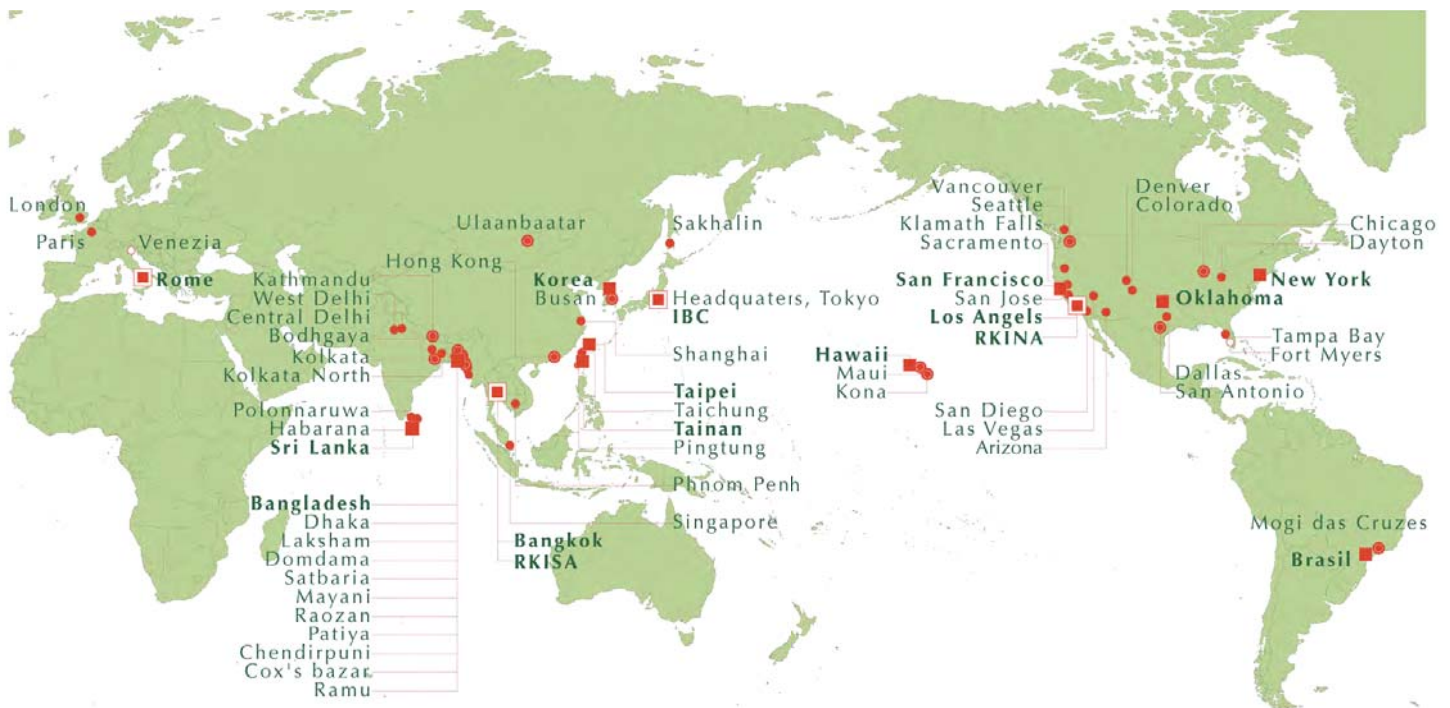 London
Paris
Venezia
Rome
Ulaanbaatar
Sakhalin
Hong Kong
Kathmandu
West Delhi
Central Delhi
Bodhgaya
Kolkata
Kolkata North
Korea
Busan
Headquaters, Tokyo
IBC
Shanghai
Polonnaruwa
Habarana
Sri Lanka
Taipei
Taichung
Tainan
Pingtung
Phnom Penh
Singapore
Bangkok
RKISA
Bangladesh
Dhaka
Laksham
Domdama
Satbaria
Mayani
Raozan
Patiya
Chendirpuni
Cox's bazar
Ramu
Vancouver
Seattle
Klamath Falls
Sacramento
San Francisco
San Jose
Los Angels
RKINA
Hawaii
Maui
Kona
San Diego
Las Vegas
Arizona
Denver
Colorado
Chicago
Dayton
New York
Oklahoma
Tampa Bay
Fort Myers
Dallas
San Antonio
Mogi das Cruzes
Brasil